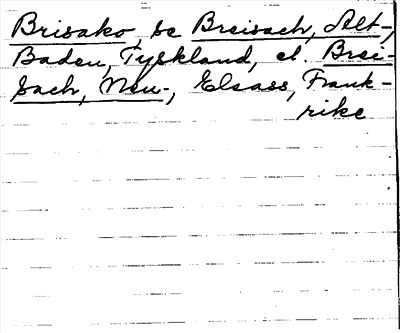 Brisako, se Breisach, Alt-,
Baden, Tyskland, el. Brei-
sach, Neu-, Elsass, Frank-
rike